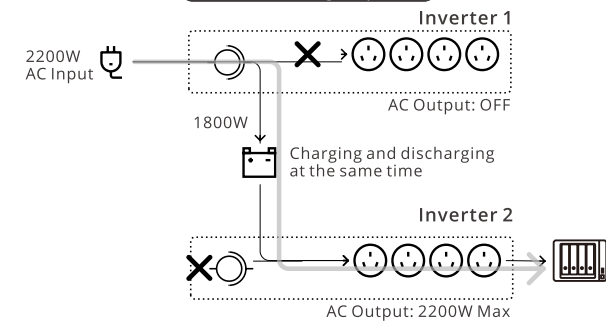 Inverter 1
2200W
AC Input
AC Output: OFF
1800W
Charging and discharging
at the same time
Inverter 2
AC Output: 2200W Max